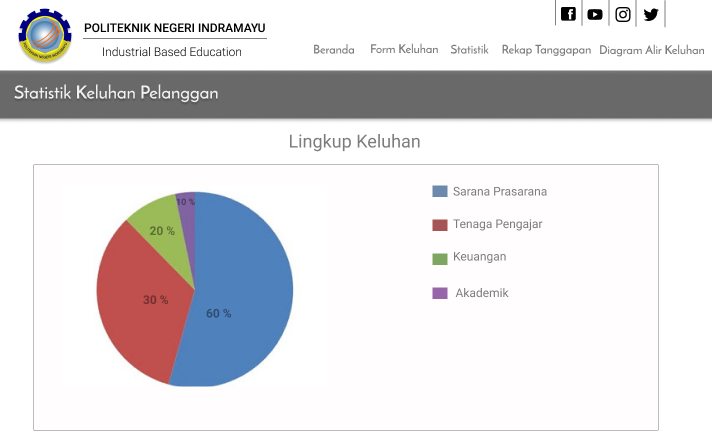 POLITEKNIK NEGERI INDRAMAYU
Industrial Based Education
Beranda Form Keluhan Statistik Rekap Tanggapan Diagram Alir Keluhan
Statistik Keluhan Pelanggan
Lingkup Keluhan
10 %
20 %
30 %
60 %
Sarana Prasarana
Tenaga Pengajar
Keuangan
Akademik